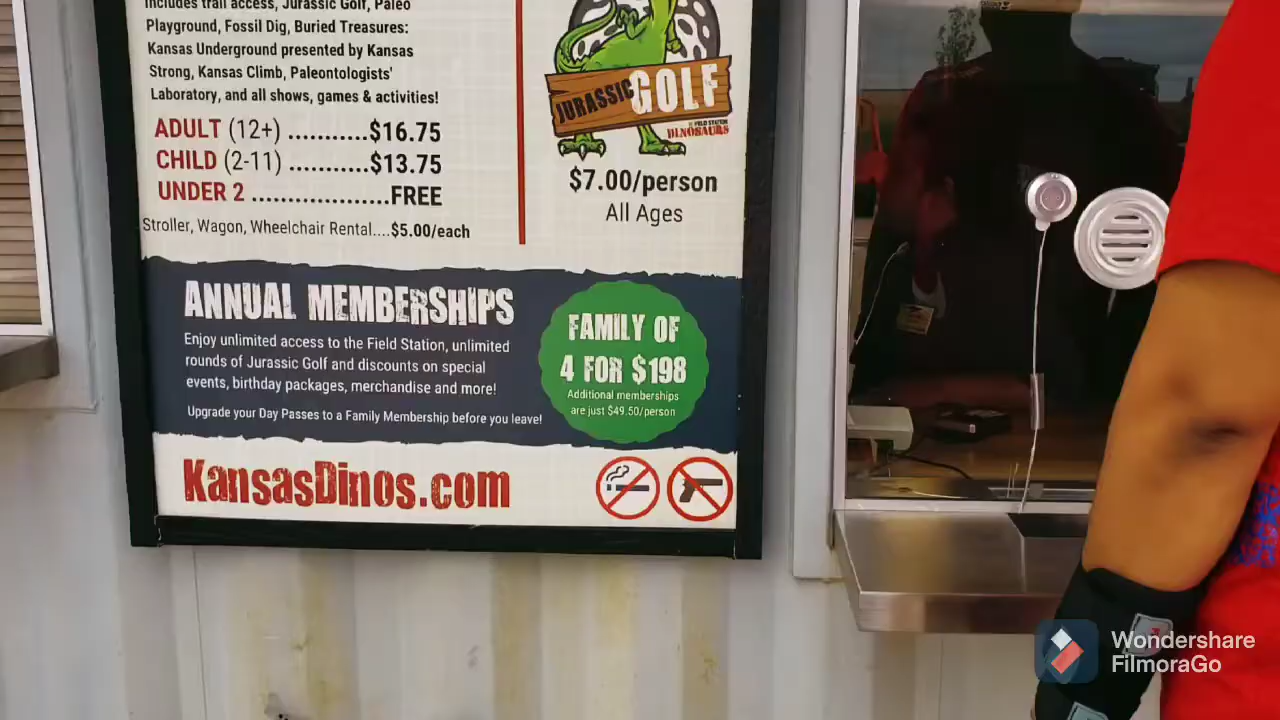 includes trail access, Jurassic Golf, Paleo
Playground, Fossil Dig, Buried Treasures:
Kansas Underground presented by Kansas
Strong, Kansas Climb, Paleontologists'
Laboratory, and all shows, games & activities!
ADULT (12+) ...........$16.75
CHILD (2-11) ...........$13.75
UNDER 2 ..................FREE
Stroller, Wagon, Wheelchair Rental....$5.00/each
JURASSIC GOLF
FIELD STATION
DINOSAURS
$7.00/person
All Ages
ANNUAL MEMBERSHIPS
Enjoy unlimited access to the Field Station, unlimited
rounds of Jurassic Golf and discounts on special
events, birthday packages, merchandise and more!
Upgrade your Day Passes to a Family Membership before you leave!
FAMILY OF
4 FOR $198
Additional memberships
are just $49.50/person
KansasDinos.com
Wondershare
FilmoraGo